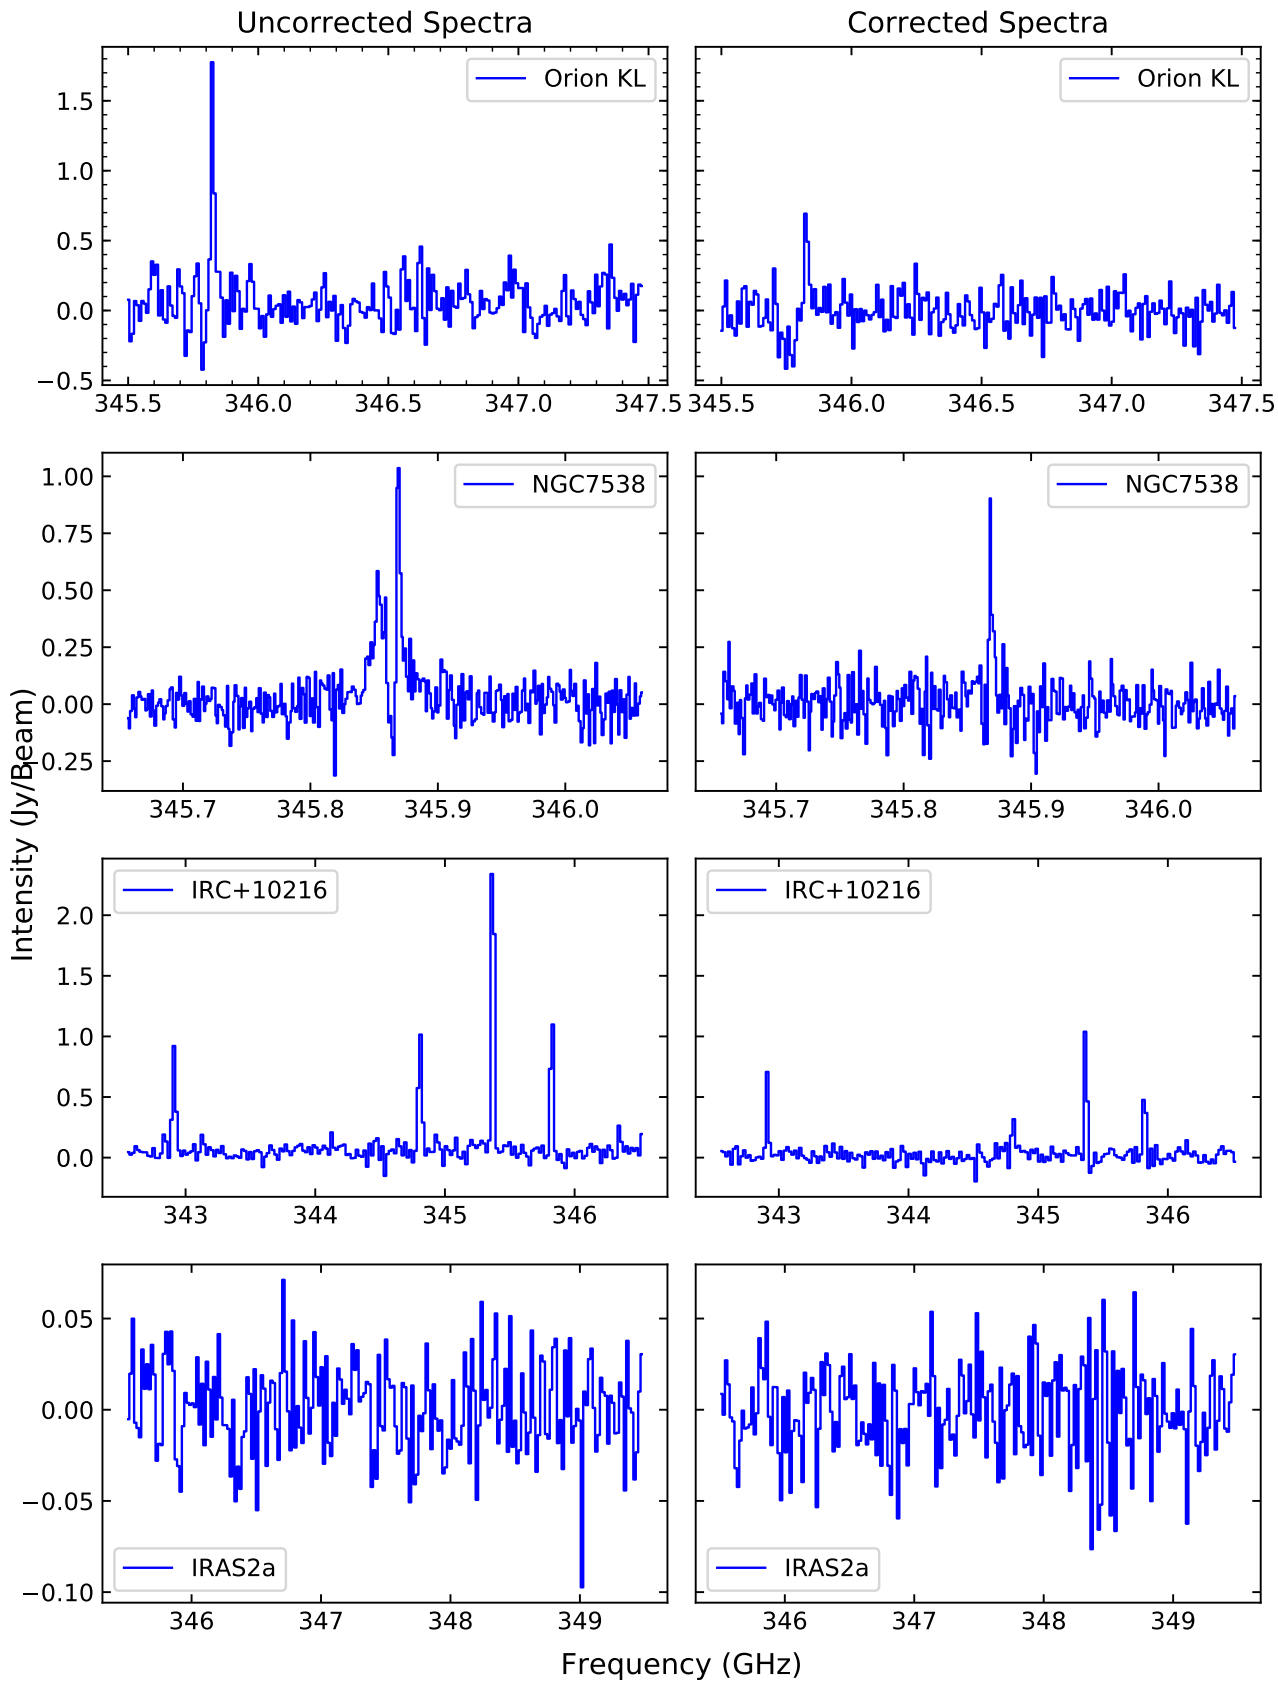 Uncorrected Spectra
Corrected Spectra
Orion KL
Orion KL
1.5
1.0
0.5
0.0
−0.5
345.5 346.0 346.5 347.0 347.5
345.5 346.0 346.5 347.0 347.5
NGC7538
NGC7538
1.00
0.75
0.50
0.25
0.00
−0.25
345.7 345.8 345.9 346.0
345.7 345.8 345.9 346.0
Intensity (Jy/Beam)
IRC+10216
IRC+10216
2.0
1.5
1.0
0.5
0.0
343 344 345 346
343 344 345 346
0.05
0.00
−0.05
−0.10
IRAS2a
IRAS2a
346 347 348 349
346 347 348 349
Frequency (GHz)